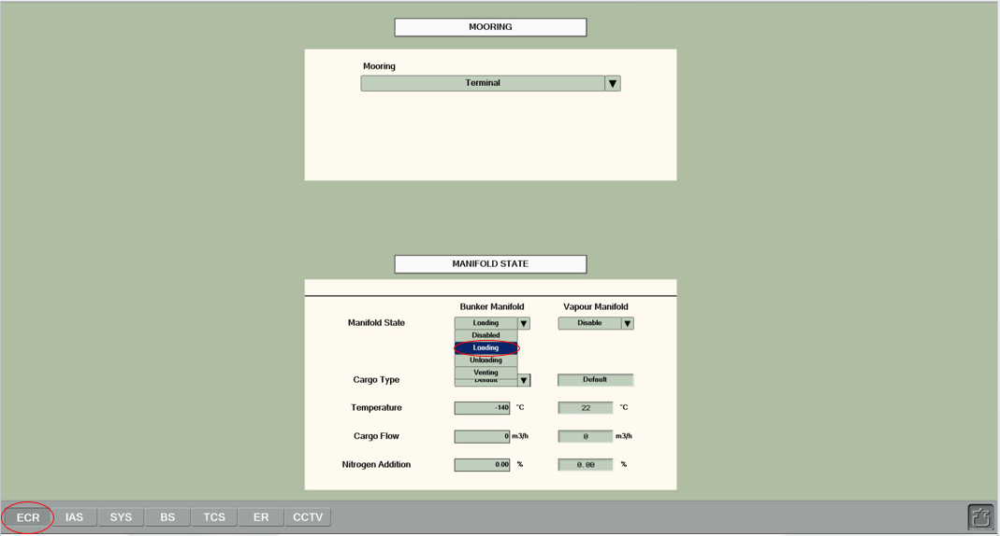 MOORING
Mooring
Terminal
MANIFOLD STATE
Bunker Manifold Vapour Manifold
Manifold State Loading Disable
Disabled
Loading
Unloading
Venting
Cargo Type Default Default
Temperature -140 °C 22 °C
Cargo Flow 0 m3/h 0 m3/h
Nitrogen Addition 0.00 % 0.00 %
ECR IAS SYS BS TCS ER CCTV